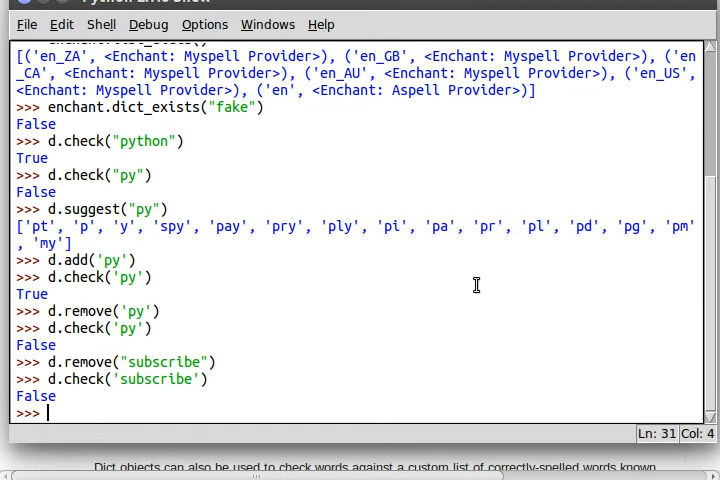 File Edit Shell Debug Options Windows Help
[('en_ZA', <Enchant: Myspell Provider>), ('en_GB', <Enchant: Myspell Provider>), ('en
_CA', <Enchant: Myspell Provider>), ('en_AU', <Enchant: Myspell Provider>), ('en_US',
<Enchant: Myspell Provider>), ('en', <Enchant: Aspell Provider>)]
>>> enchant.dict_exists("fake")
False
>>> d.check("python")
True
>>> d.check("py")
False
>>> d.suggest("py")
['pt', 'p', 'y', 'spy', 'pay', 'pry', 'ply', 'pi', 'pa', 'pr', 'pl', 'pd', 'pg', 'pm'
, 'my']
>>> d.add('py')
>>> d.check('py')
True
>>> d.remove('py')
>>> d.check('py')
False
>>> d.remove("subscribe")
>>> d.check('subscribe')
False
>>>
Ln: 31 Col: 4
Dict objects can also be used to check words against a custom list of correctly-spelled words known